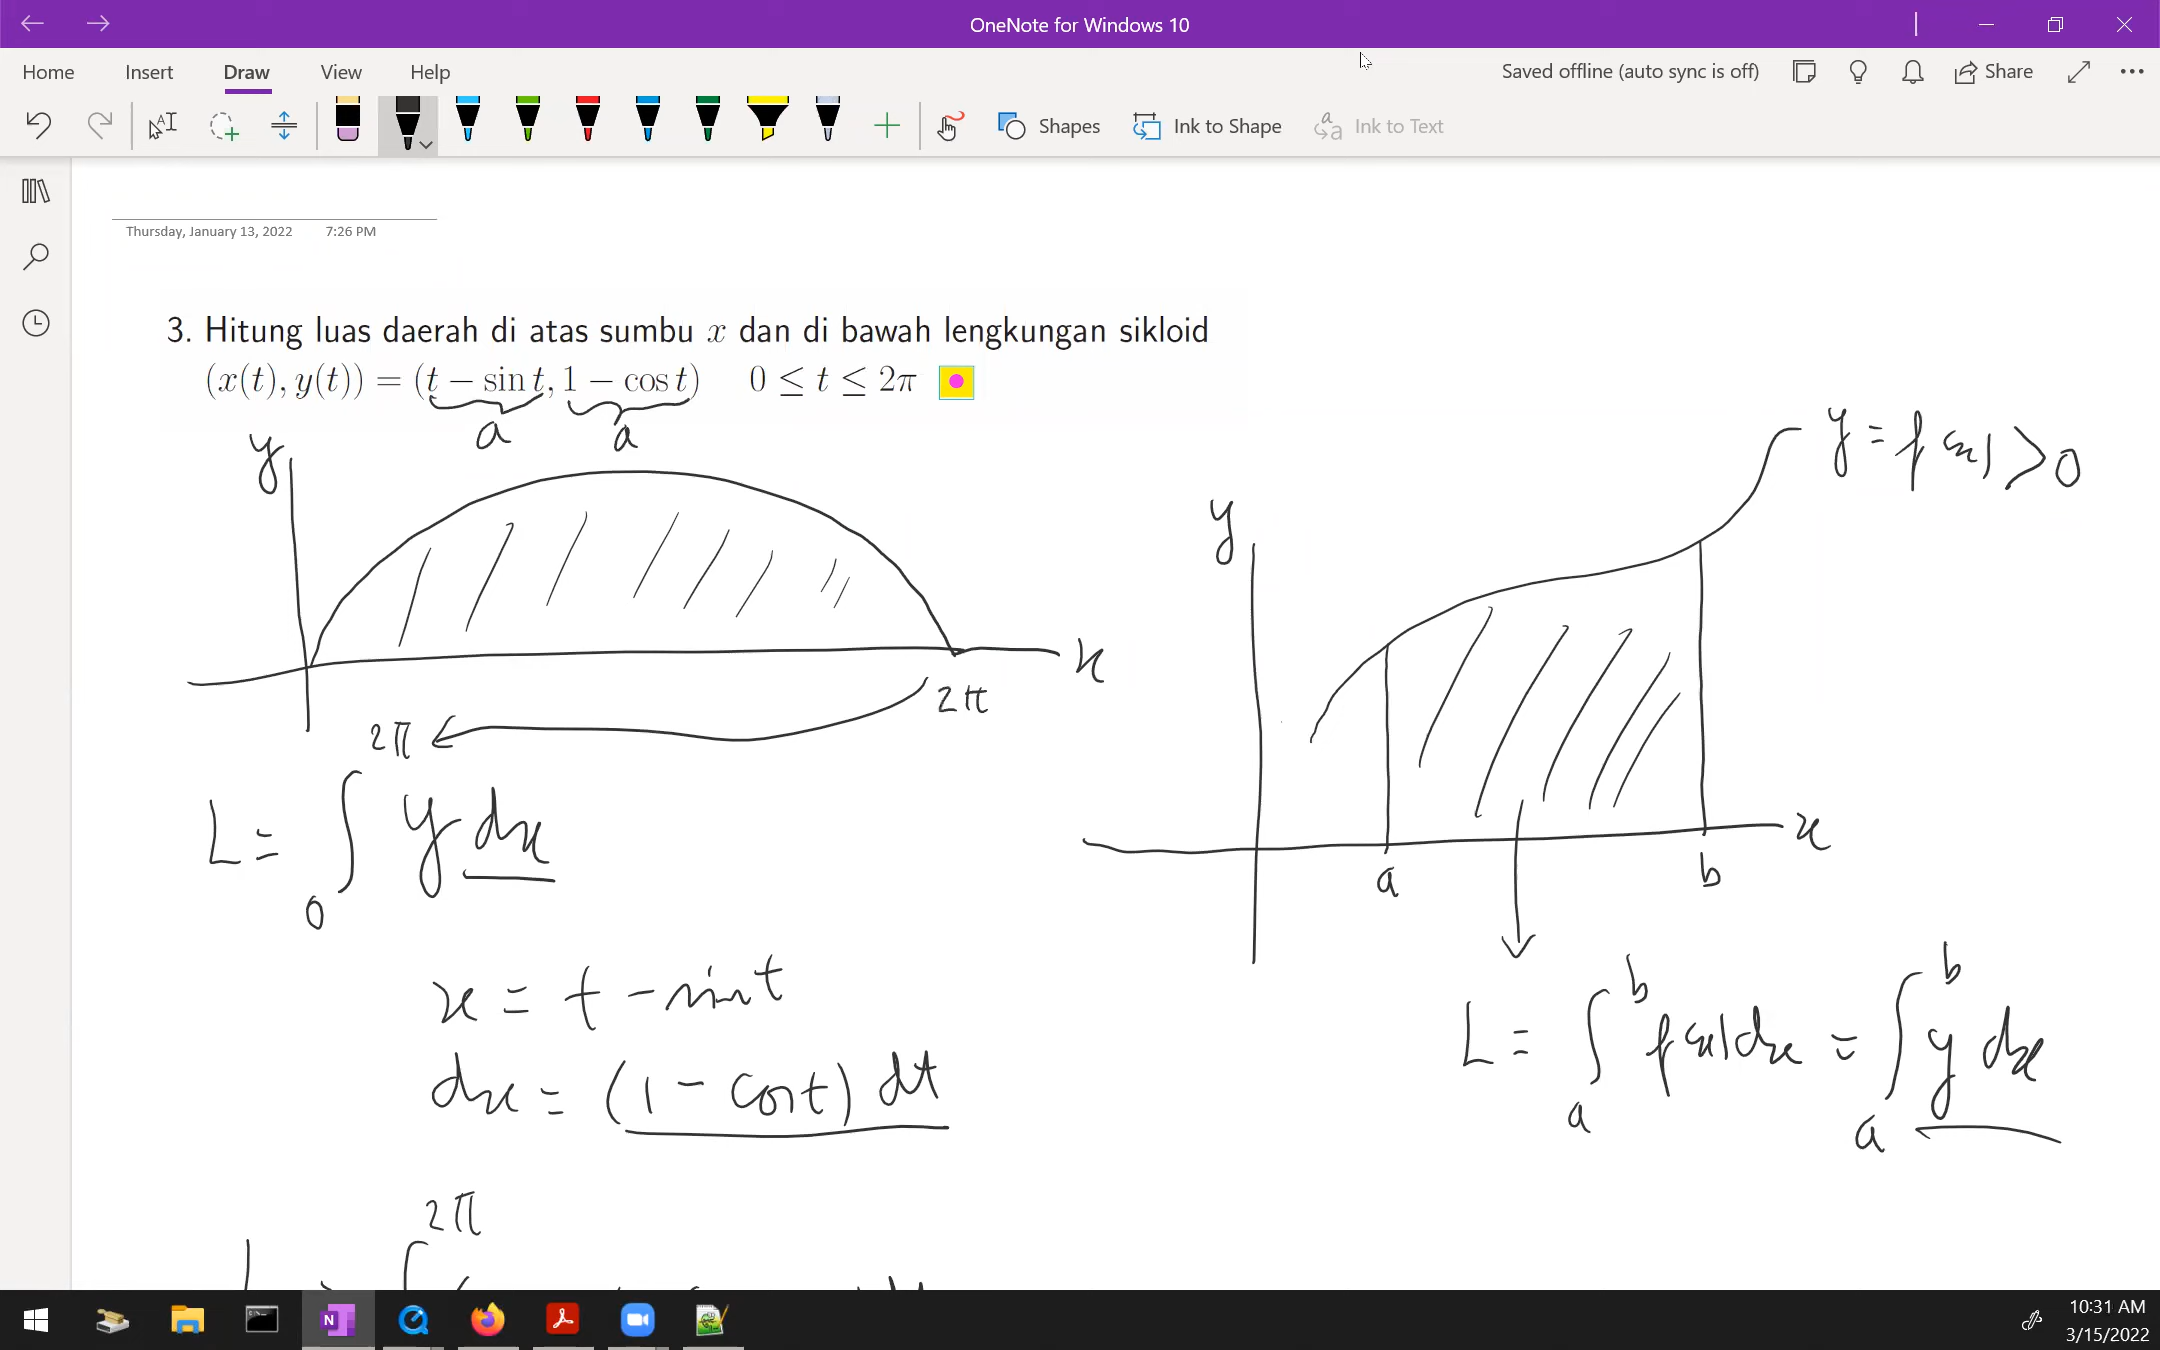 OneNote for Windows 10
Home Insert Draw View Help
Saved offline (auto sync is off) Share
Shapes Ink to Shape Ink to Text
Thursday, January 13, 2022 7:26 PM
3. Hitung luas daerah di atas sumbu x dan di bawah lengkungan sikloid
(x(t), y(t)) = (t − sin t, 1 − cos t) 0 ≤ t ≤ 2π
a a
y
x
2π
L = ∫₀^2π y dx
x = t - sin t
dx = (1 - cos t) dt
2π
y = f(x) > 0
y
x
a b
L = ∫ₐ^b f(x) dx = ∫ₐ^b y dx
10:31 AM
3/15/2022